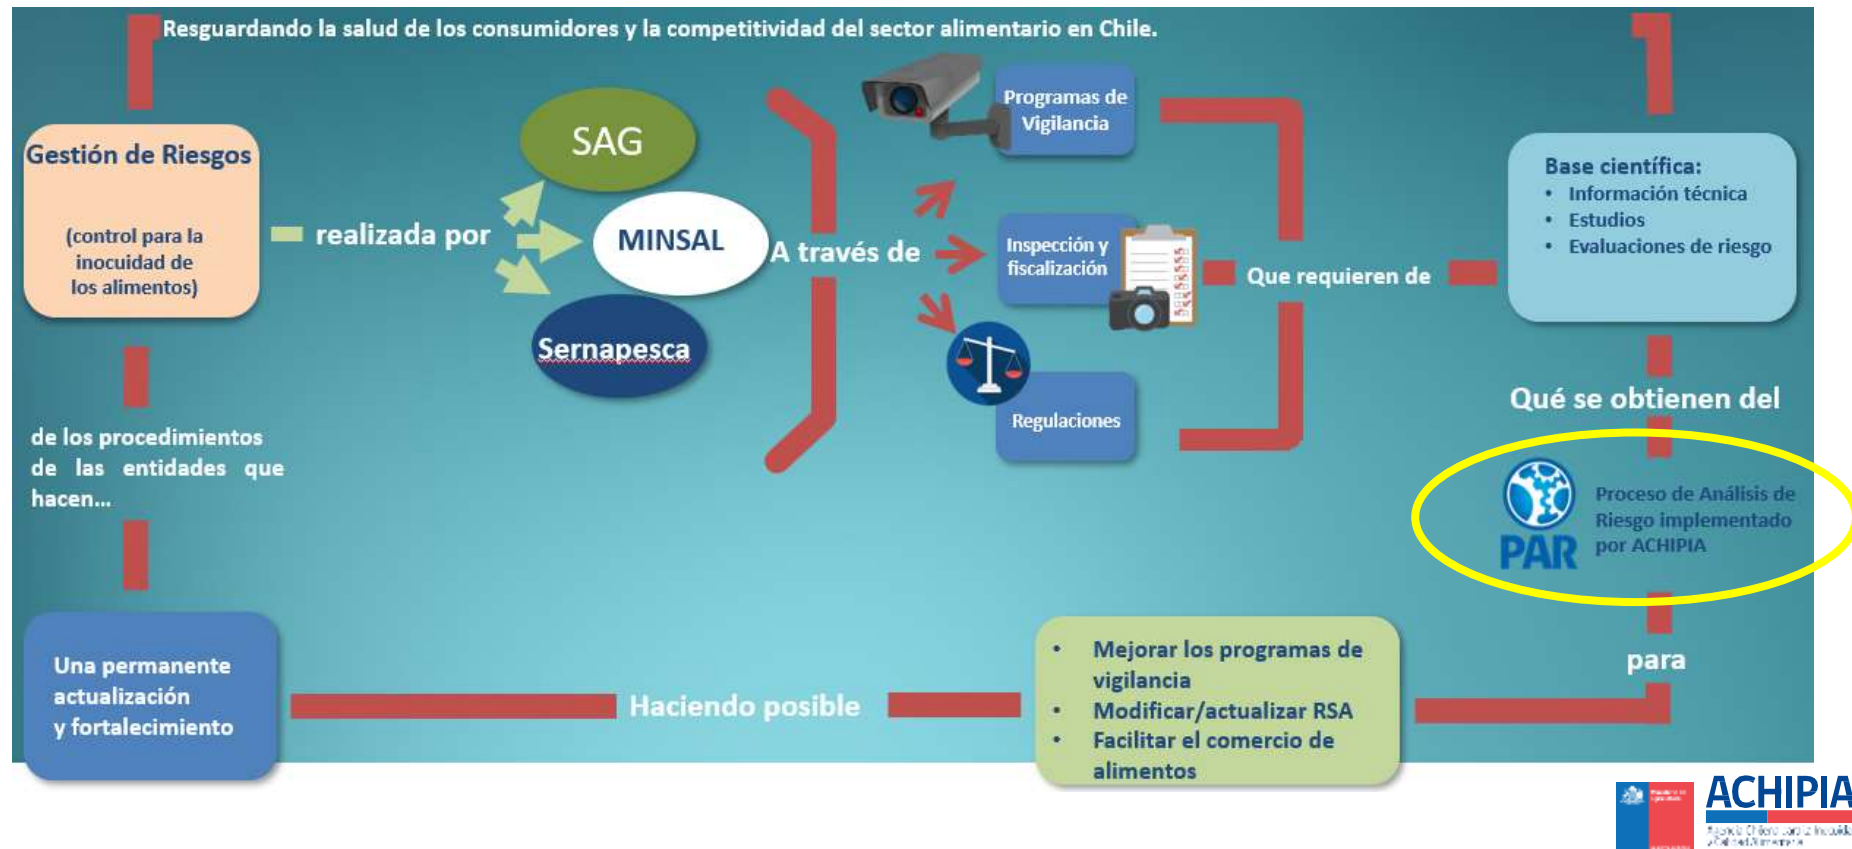 Resguardando la salud de los consumidores y la competitividad del sector alimentario en Chile.
Gestión de Riesgos
(control para la
inocuidad de
los alimentos)
realizada por
SAG
MINSAL
Sernapesca
A través de
Programas de
Vigilancia
Inspección y
fiscalización
Regulaciones
Que requieren de
Base científica:
• Información técnica
• Estudios
• Evaluaciones de riesgo
Qué se obtienen del
PAR
Proceso de Análisis de
Riesgo implementado
por ACHIPIA
para
• Mejorar los programas de
vigilancia
• Modificar/actualizar RSA
• Facilitar el comercio de
alimentos
Haciendo posible
Una permanente
actualización
y fortalecimiento
de los procedimientos
de las entidades que
hacen...
ACHIPIA